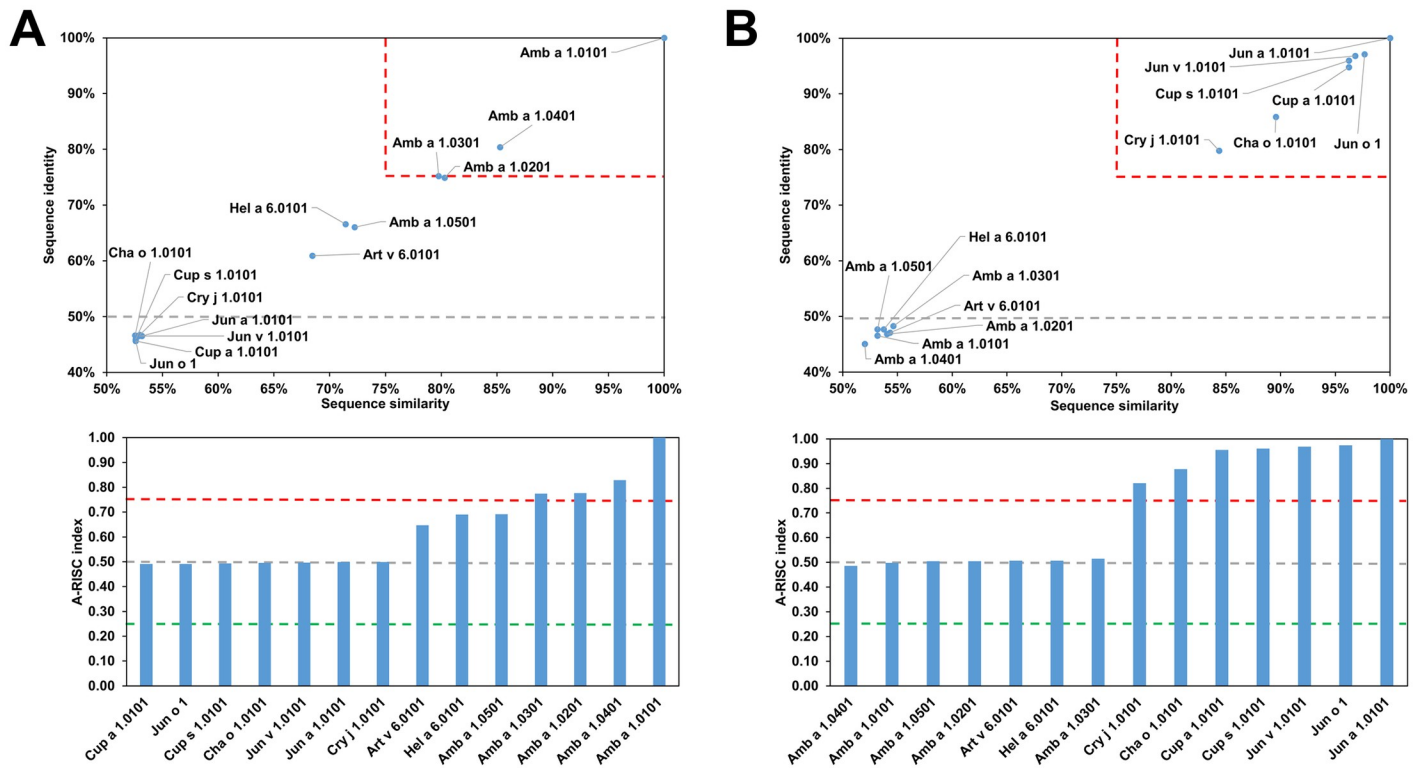 A
100%
90%
80%
70%
60%
50%
40%
Sequence identity
Amb a 1.0101
Amb a 1.0401
Amb a 1.0301
Amb a 1.0201
Hel a 6.0101
Amb a 1.0501
Art v 6.0101
Cha o 1.0101
Cup s 1.0101
Cry j 1.0101
Jun a 1.0101
Jun v 1.0101
Cup a 1.0101
Jun o 1
50% 55% 60% 65% 70% 75% 80% 85% 90% 95% 100%
Sequence similarity
1.00
0.90
0.80
0.70
0.60
0.50
0.40
0.30
0.20
0.10
0.00
A-RISC index
Cup a 1.0101
Jun o 1
Cup s 1.0101
Cha o 1.0101
Jun v 1.0101
Jun a 1.0101
Cry j 1.0101
Art v 6.0101
Hel a 6.0101
Amb a 1.0501
Amb a 1.0301
Amb a 1.0201
Amb a 1.0401
Amb a 1.0101
B
100%
90%
80%
70%
60%
50%
40%
Sequence identity
Jun a 1.0101
Jun v 1.0101
Cup s 1.0101
Cup a 1.0101
Cry j 1.0101
Cha o 1.0101
Jun o 1
Hel a 6.0101
Amb a 1.0501
Amb a 1.0301
Art v 6.0101
Amb a 1.0201
Amb a 1.0101
Amb a 1.0401
50% 55% 60% 65% 70% 75% 80% 85% 90% 95% 100%
Sequence similarity
1.00
0.90
0.80
0.70
0.60
0.50
0.40
0.30
0.20
0.10
0.00
A-RISC index
Amb a 1.0401
Amb a 1.0101
Amb a 1.0501
Amb a 1.0201
Art v 6.0101
Hel a 6.0101
Amb a 1.0301
Cry j 1.0101
Cha o 1.0101
Cup a 1.0101
Cup s 1.0101
Jun v 1.0101
Jun o 1
Jun a 1.0101